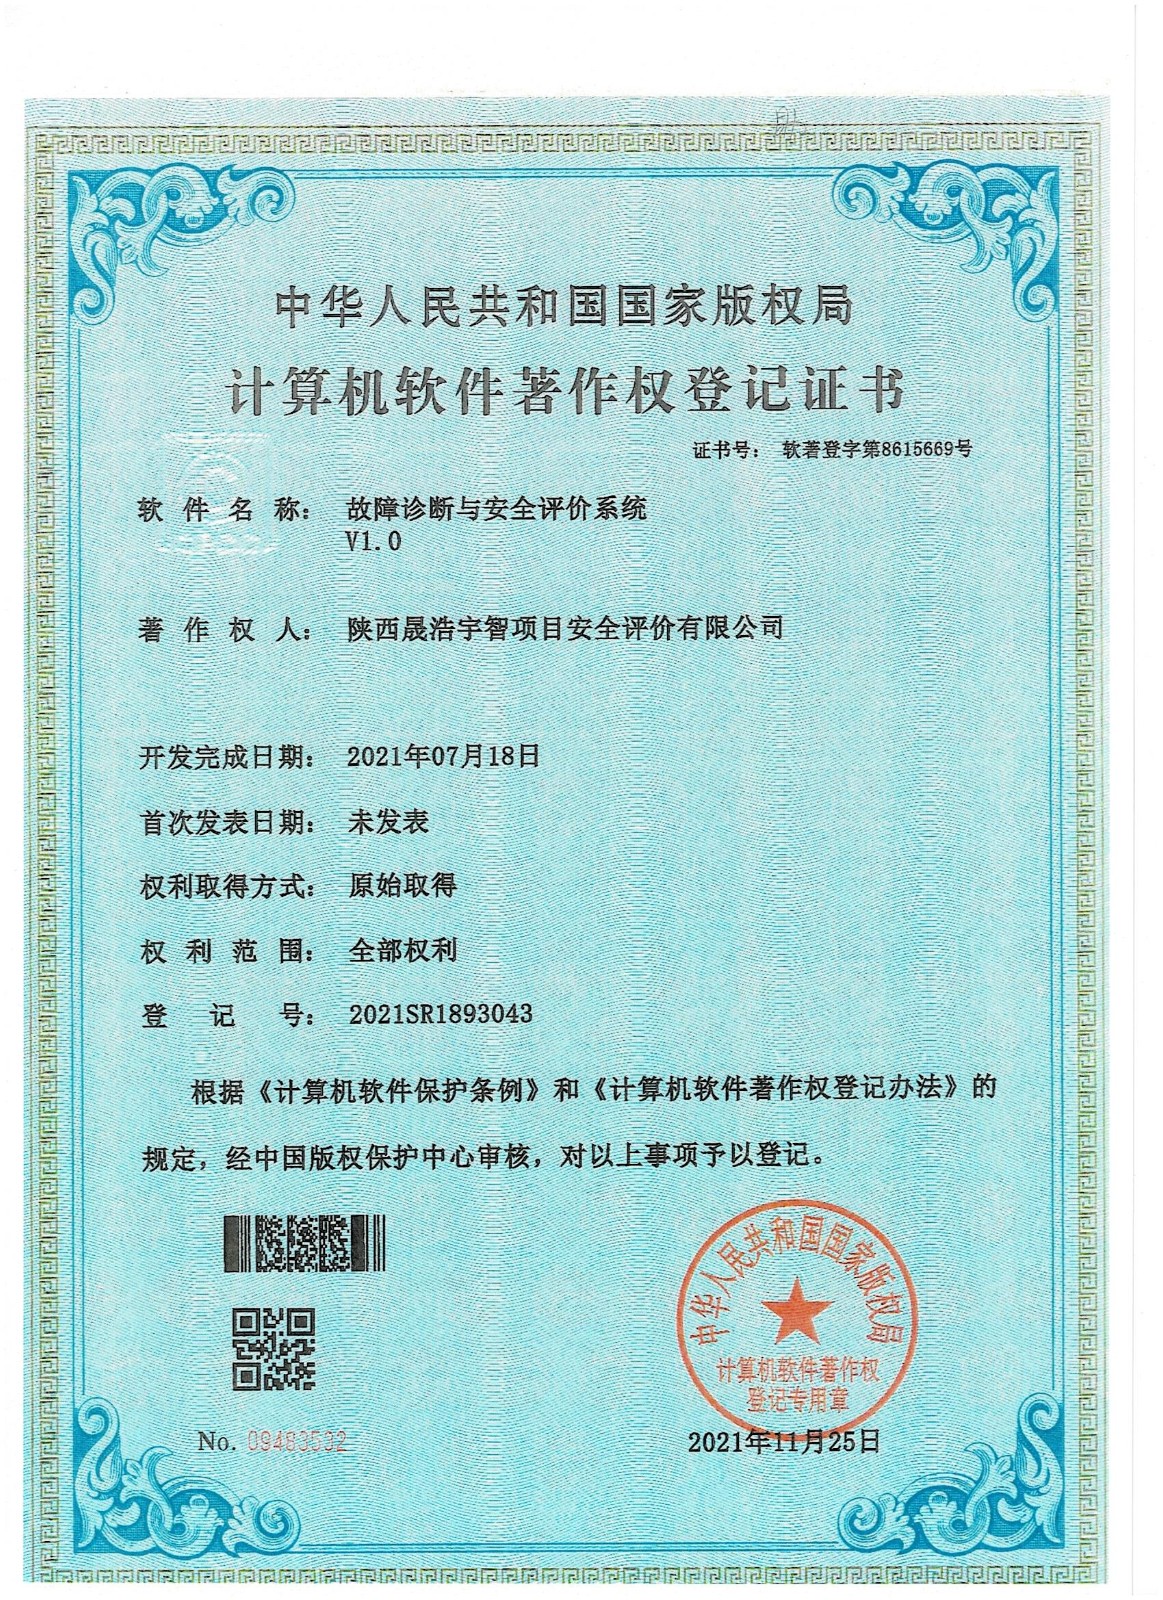 中华人民共和国国家版权局
计算机软件著作权登记证书
证书号： 软著登字第8615669号
软件名称： 故障诊断与安全评价系统
V1.0
著作权人： 陕西晟浩宇智项目安全评价有限公司
开发完成日期： 2021年07月18日
首次发表日期： 未发表
权利取得方式： 原始取得
权利范围： 全部权利
登记号： 2021SR1893043
根据《计算机软件保护条例》和《计算机软件著作权登记办法》的
规定，经中国版权保护中心审核，对以上事项予以登记。
中华人民共和国国家版权局
计算机软件著作权
登记专用章
No. 09483532
2021年11月25日